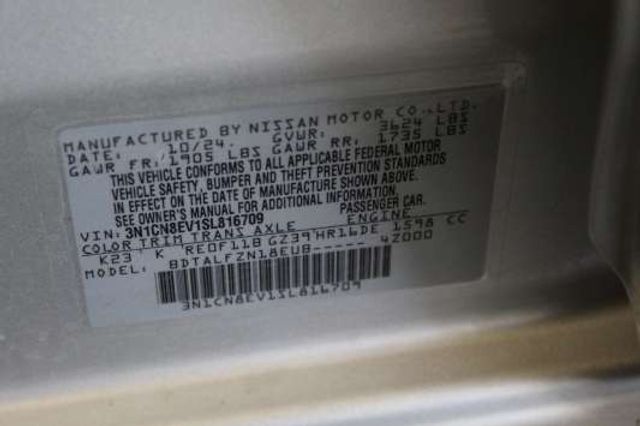 MANUFACTURED BY NISSAN MOTOR CO.,LTD.
DATE: 10/24. GVWR: 3624 LBS
GAWR FR: 1905 LBS GAWR RR: 1735 LBS
THIS VEHICLE CONFORMS TO ALL APPLICABLE FEDERAL MOTOR
VEHICLE SAFETY, BUMPER AND THEFT PREVENTION STANDARDS
IN EFFECT ON THE DATE OF MANUFACTURE SHOWN ABOVE.
SEE OWNER'S MANUAL FOR ADDITIONAL INFORMATION.
VIN: 3N1CN8EV1SL816709 PASSENGER CAR.
COLOR TRIM TRANS AXLE ENGINE
K23 K RE0F11B GZ39 HR16DE 1598 CC
MODEL: BDTALFZN18EUB----- 4Z000
3N1CN8EV1SL816709